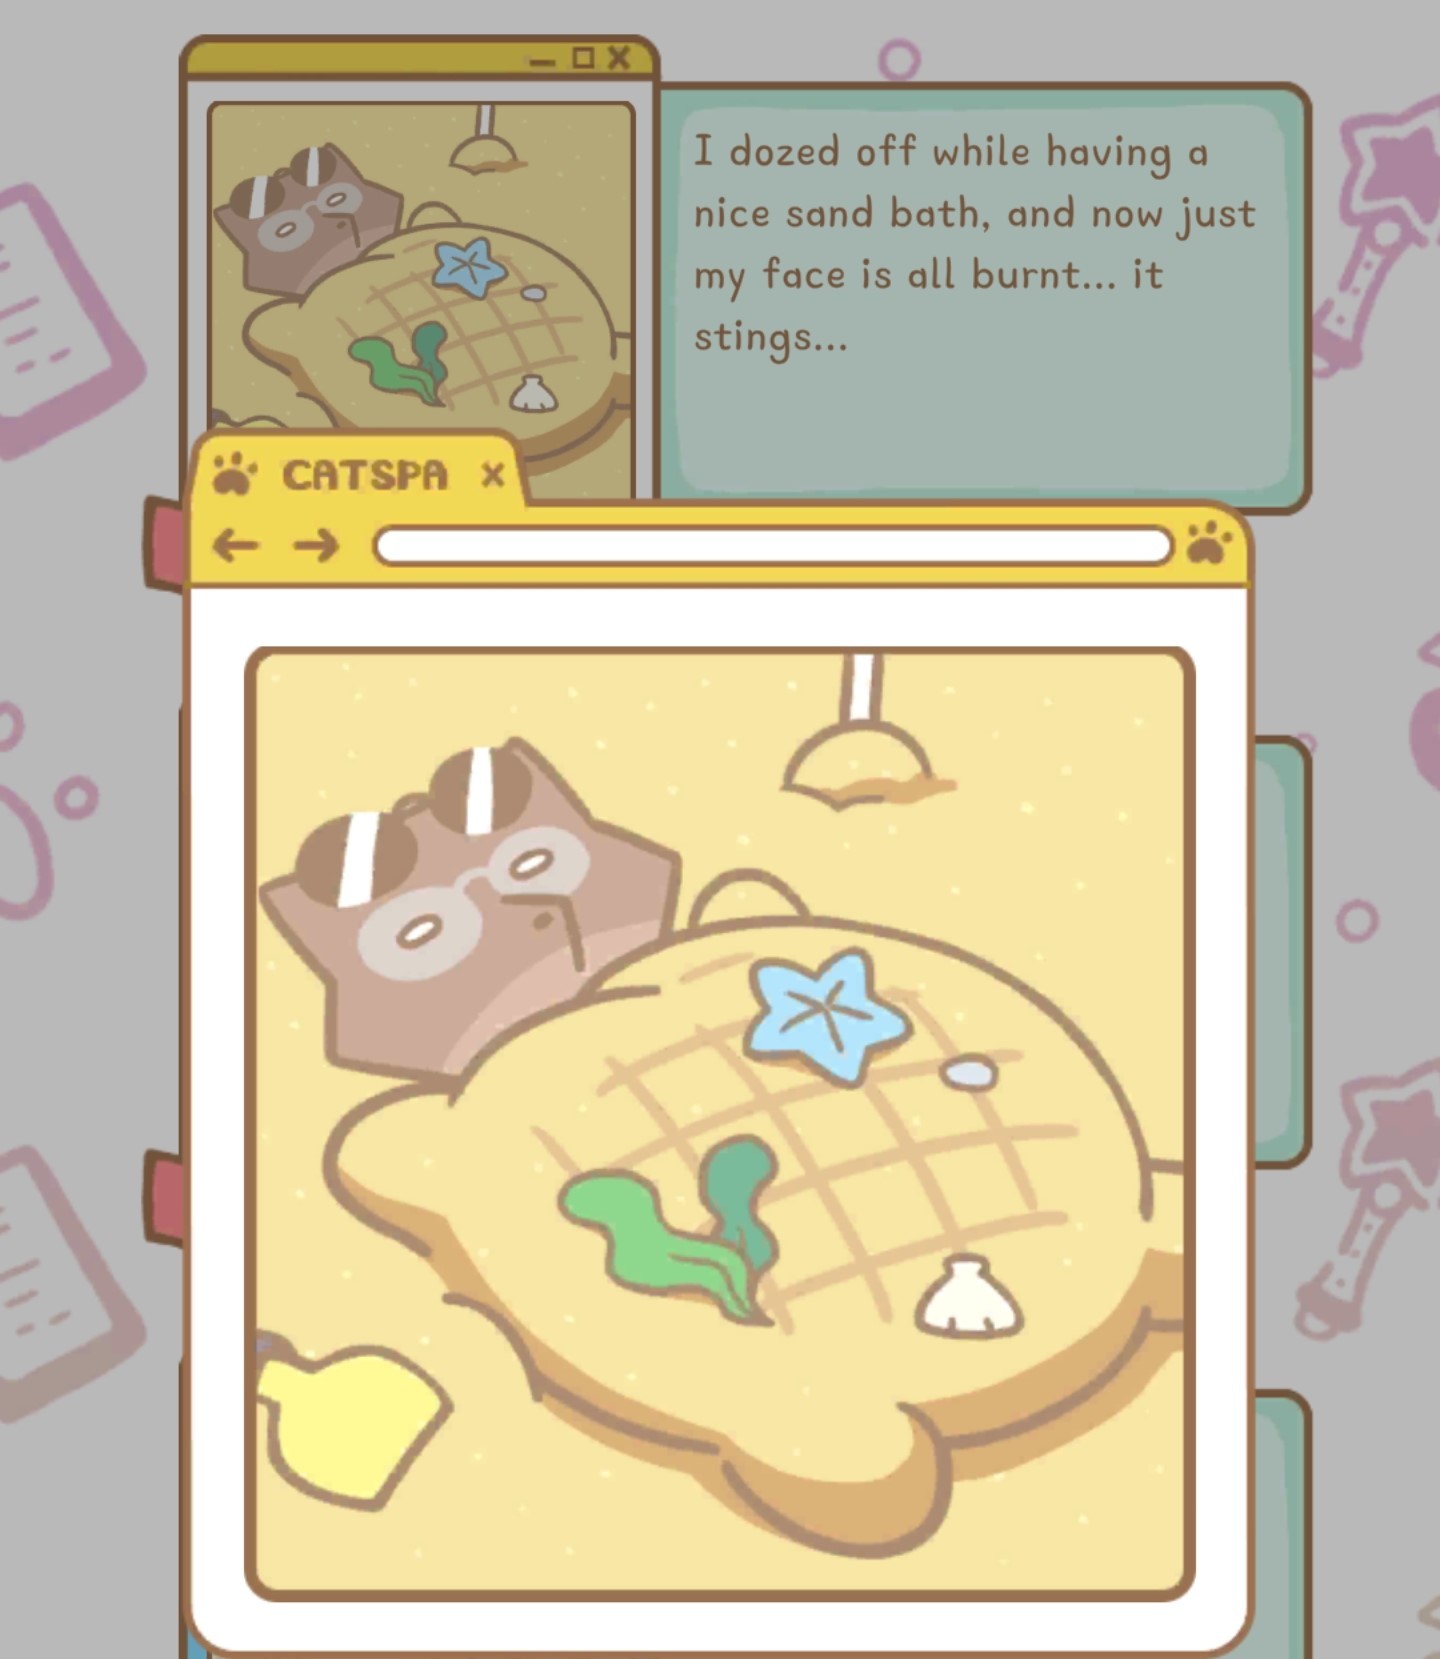 I dozed off while having a
nice sand bath, and now just
my face is all burnt... it
stings...
CATSPA